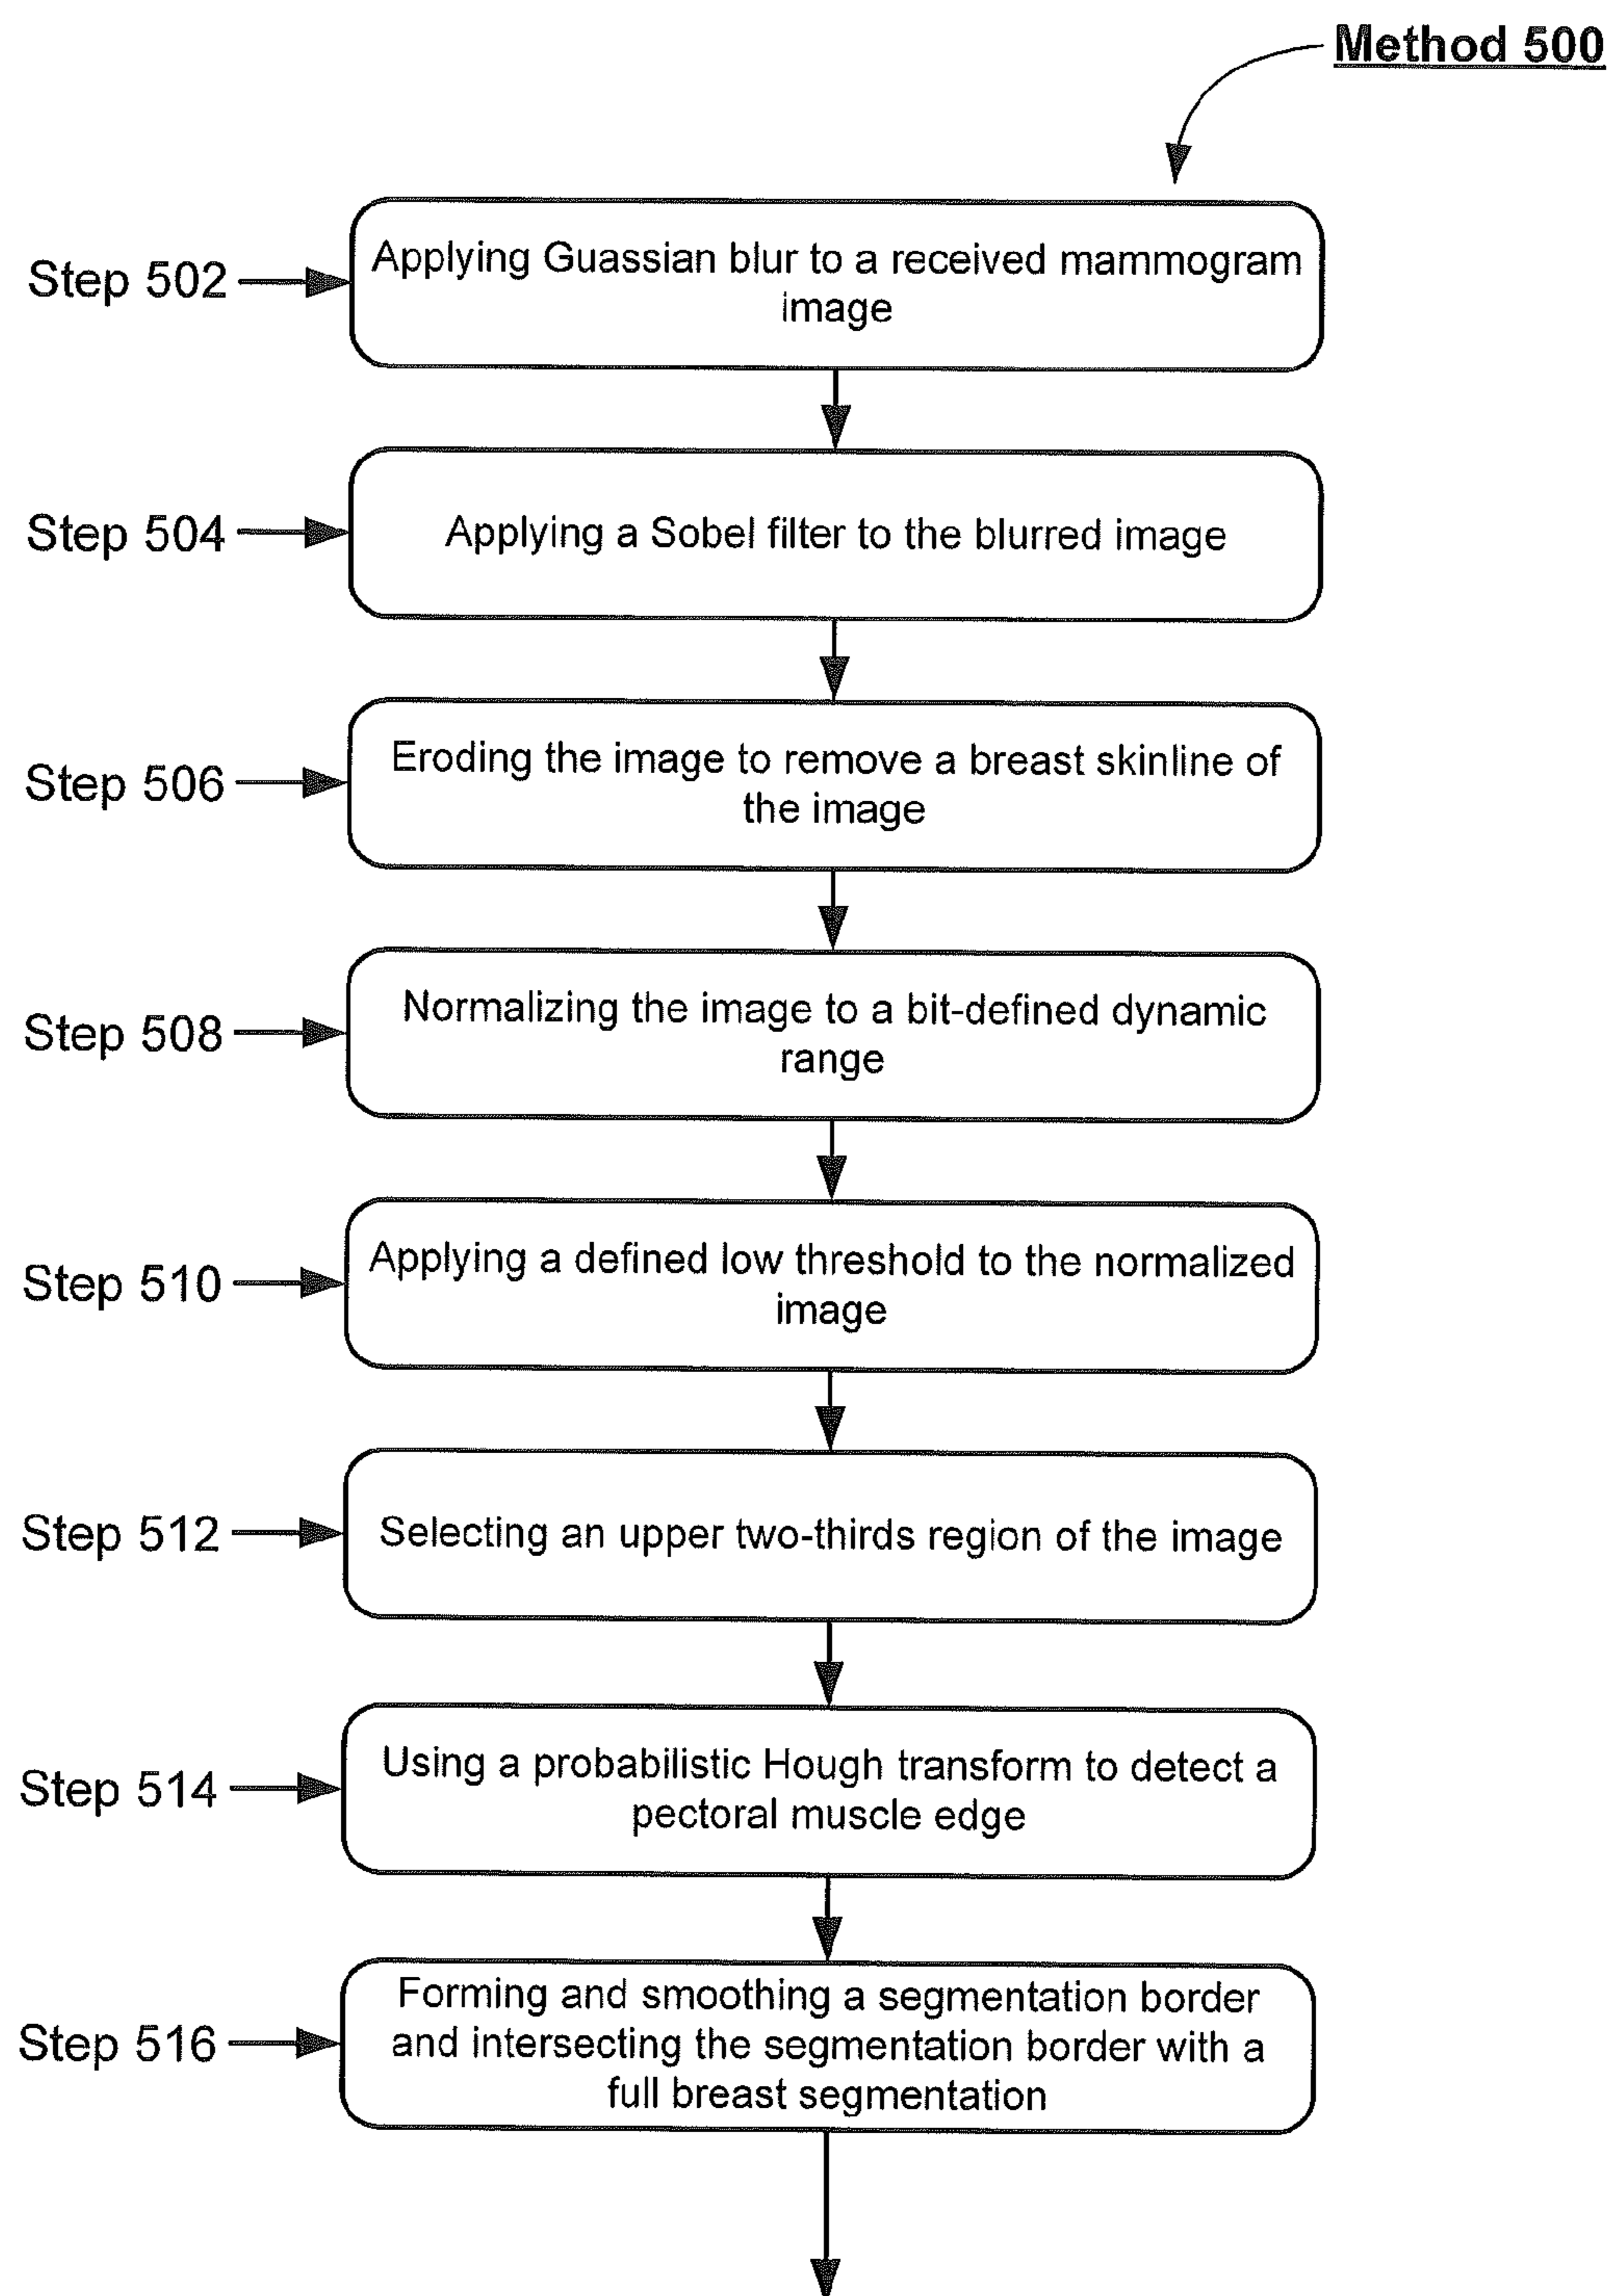 Method 500
Step 502
Applying Guassian blur to a received mammogram
image
Step 504
Applying a Sobel filter to the blurred image
Step 506
Eroding the image to remove a breast skinline of
the image
Step 508
Normalizing the image to a bit-defined dynamic
range
Step 510
Applying a defined low threshold to the normalized
image
Step 512
Selecting an upper two-thirds region of the image
Step 514
Using a probabilistic Hough transform to detect a
pectoral muscle edge
Step 516
Forming and smoothing a segmentation border
and intersecting the segmentation border with a
full breast segmentation